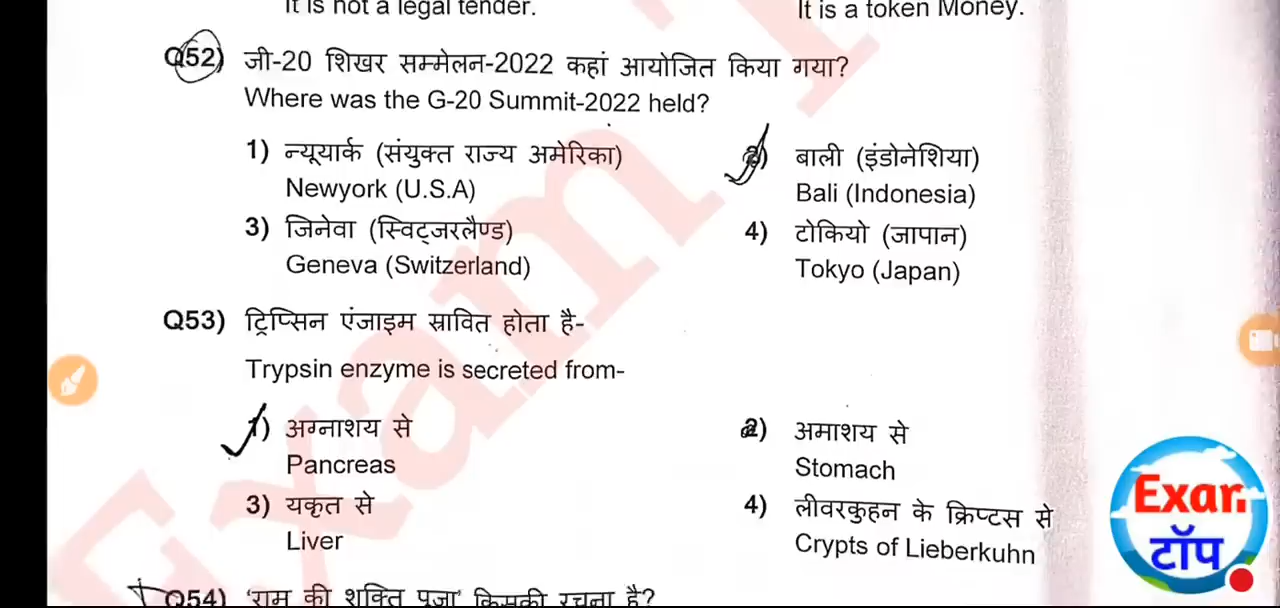 It is not a legal tender. It is a token Money.
Q52) जी-20 शिखर सम्मेलन-2022 कहां आयोजित किया गया?
Where was the G-20 Summit-2022 held?
1) न्यूयार्क (संयुक्त राज्य अमेरिका) 2) बाली (इंडोनेशिया)
Newyork (U.S.A) Bali (Indonesia)
3) जिनेवा (स्विट्जरलैण्ड) 4) टोकियो (जापान)
Geneva (Switzerland) Tokyo (Japan)
Q53) ट्रिप्सिन एंजाइम स्रावित होता है-
Trypsin enzyme is secreted from-
1) अग्नाशय से 2) अमाशय से
Pancreas Stomach
3) यकृत से 4) लीवरकुहन के क्रिप्टस से
Liver Crypts of Lieberkuhn
Q54) 'राम की शक्ति पूजा' किसकी रचना है?
Exam T
Exam
टॉप